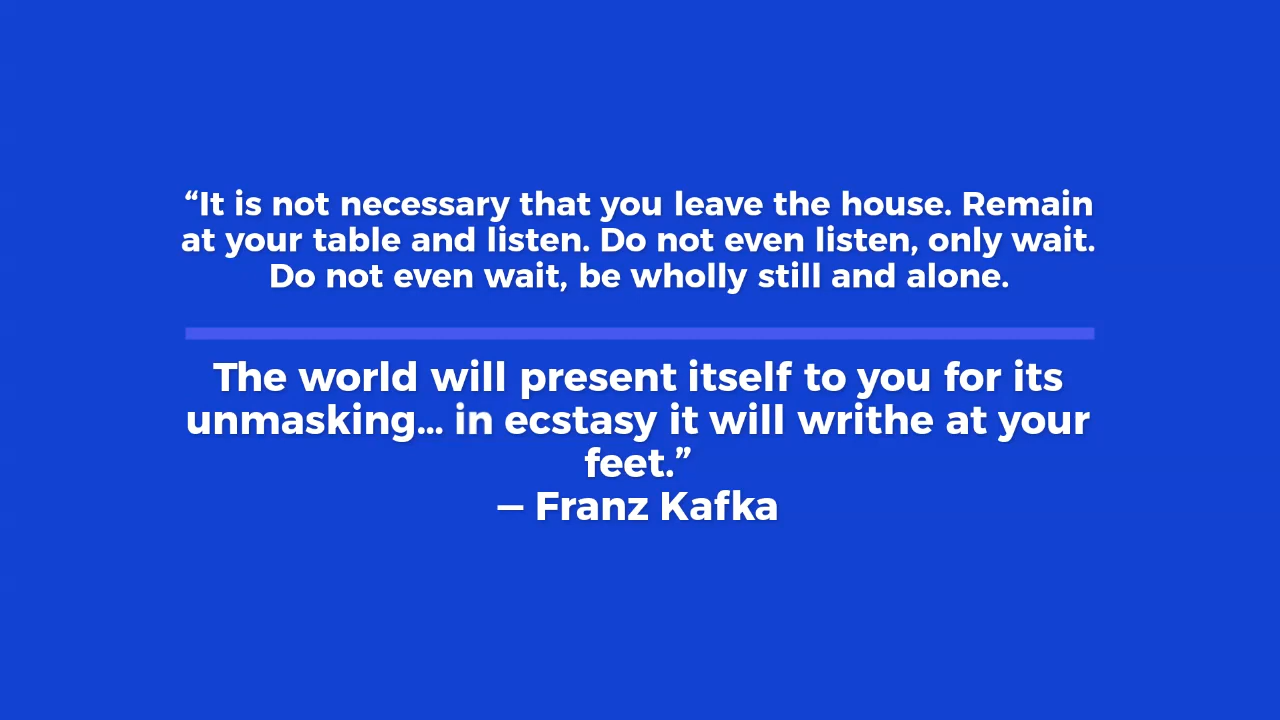 “It is not necessary that you leave the house. Remain
at your table and listen. Do not even listen, only wait.
Do not even wait, be wholly still and alone.
The world will present itself to you for its
unmasking... in ecstasy it will writhe at your
feet.”
— Franz Kafka